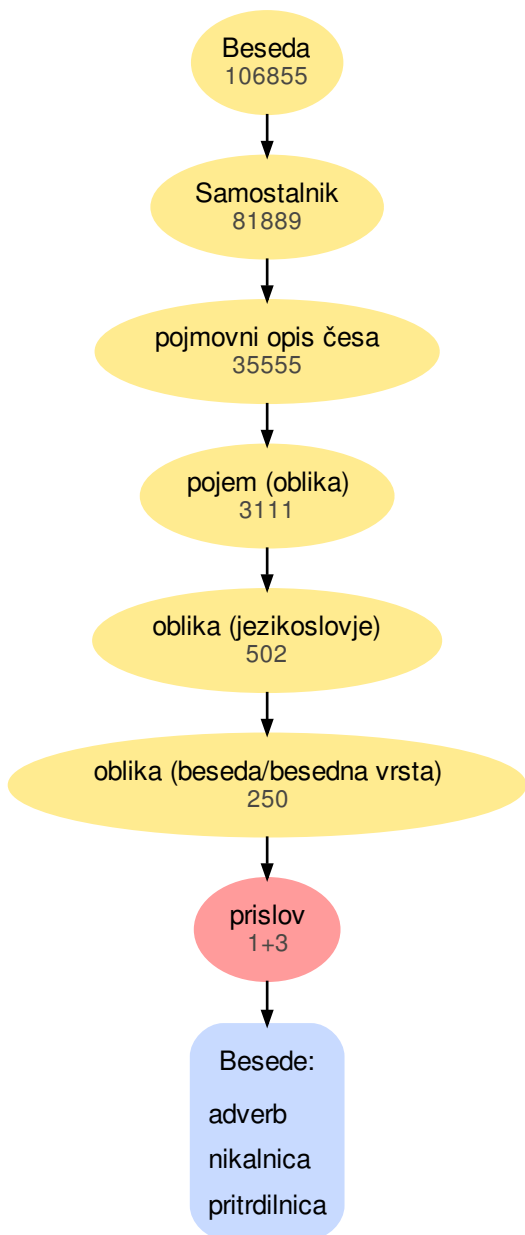 Beseda
106855
Samostalnik
81889
pojmovni opis česa
35555
pojem (oblika)
3111
oblika (jezikoslovje)
502
oblika (beseda/besedna vrsta)
250
prislov
1+3
Besede:
adverb
nikalnica
pritrdilnica